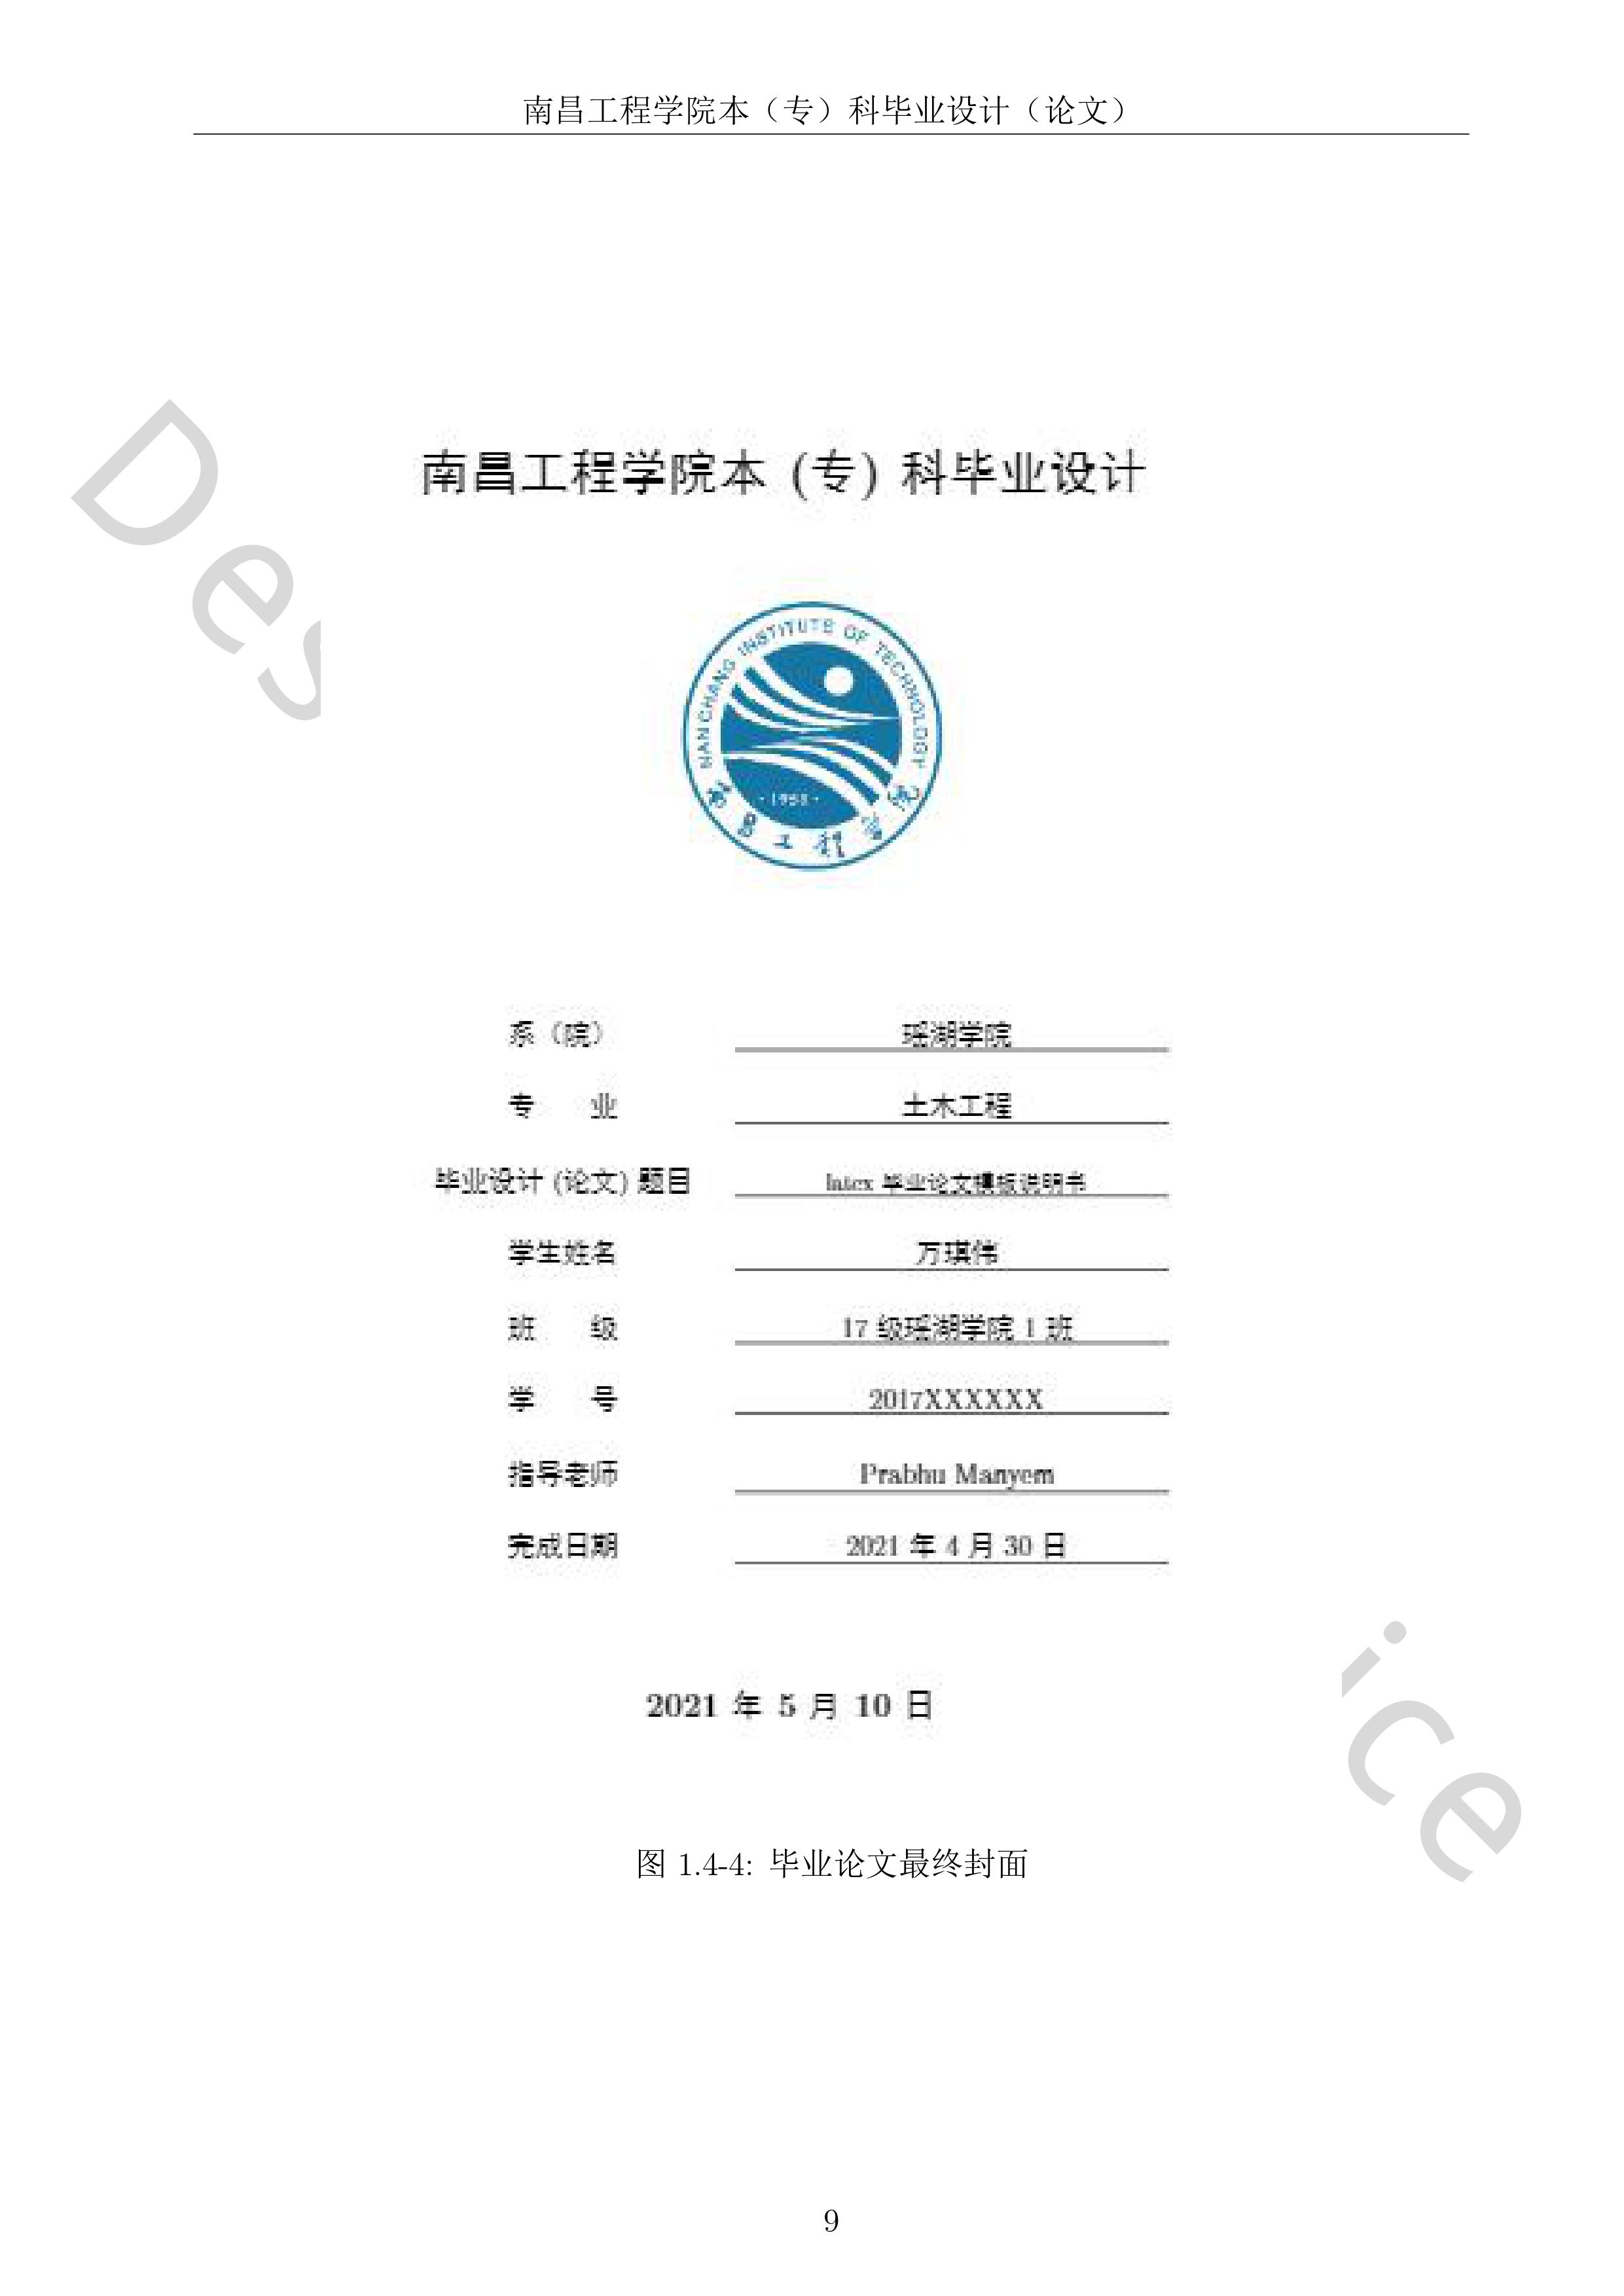 南昌工程学院本（专）科毕业设计（论文）
南昌工程学院本 (专) 科毕业设计
NANCHANG INSTITUTE OF TECHNOLOGY
·1958·
南昌工程学院
系（院） 瑶湖学院
专 业 土木工程
毕业设计 (论文) 题目 latex 毕业论文模板说明书
学生姓名 万琪伟
班 级 17 级瑶湖学院 1 班
学 号 2017XXXXXX
指导老师 Prabhu Manyem
完成日期 2021 年 4 月 30 日
2021 年 5 月 10 日
图 1.4-4: 毕业论文最终封面
9
Des
ice